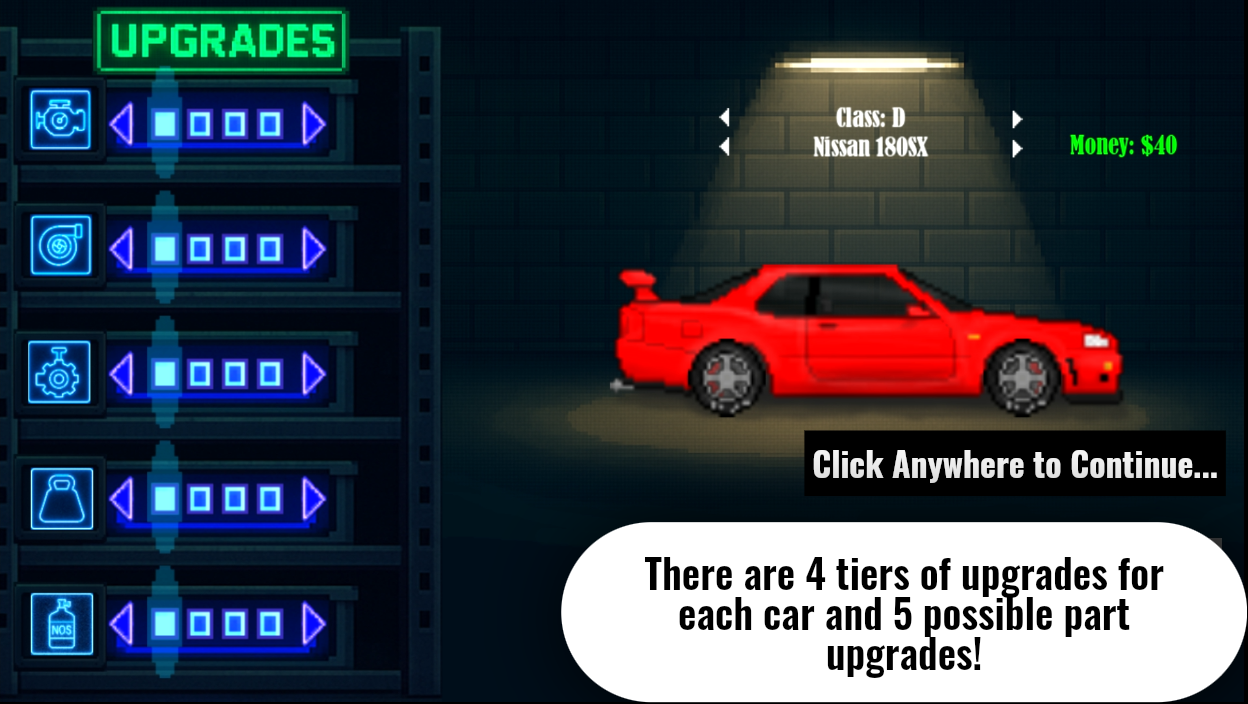 UPGRADES
Class: D
Nissan 180SX
Money: $40
NOS
Click Anywhere to Continue...
There are 4 tiers of upgrades for
each car and 5 possible part
upgrades!